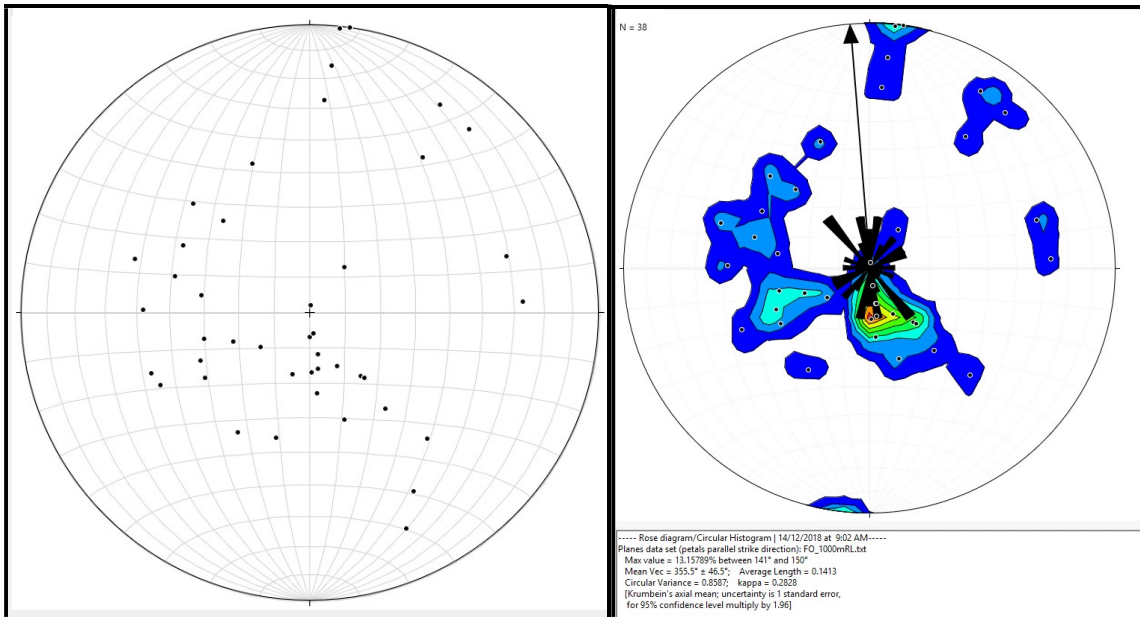 N = 38
----- Rose diagram/Circular Histogram | 14/12/2018 at  9:02 AM-----
Planes data set (petals parallel strike direction): FO_1000mRL.txt
Max value = 13.15789% between 141° and 150°
Mean Vec = 355.5° ± 46.5°;    Average Length = 0.1413
Circular Variance = 0.8587;    kappa = 0.2828
[Krumbein's axial mean; uncertainty is 1 standard error,
for 95% confidence level multiply by 1.96]